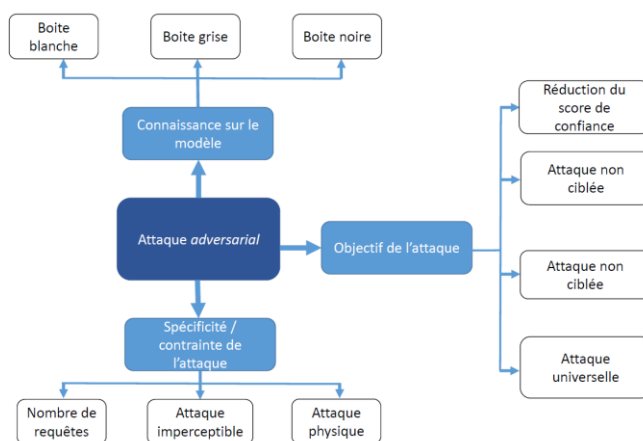 Boite
blanche
Boite grise
Boite noire
Connaissance sur le
modèle
Attaque adversarial
Objectif de l'attaque
Réduction du
score de
confiance
Attaque non
ciblée
Attaque non
ciblée
Attaque
universelle
Spécificité /
contrainte de
l'attaque
Nombre de
requêtes
Attaque
imperceptible
Attaque
physique